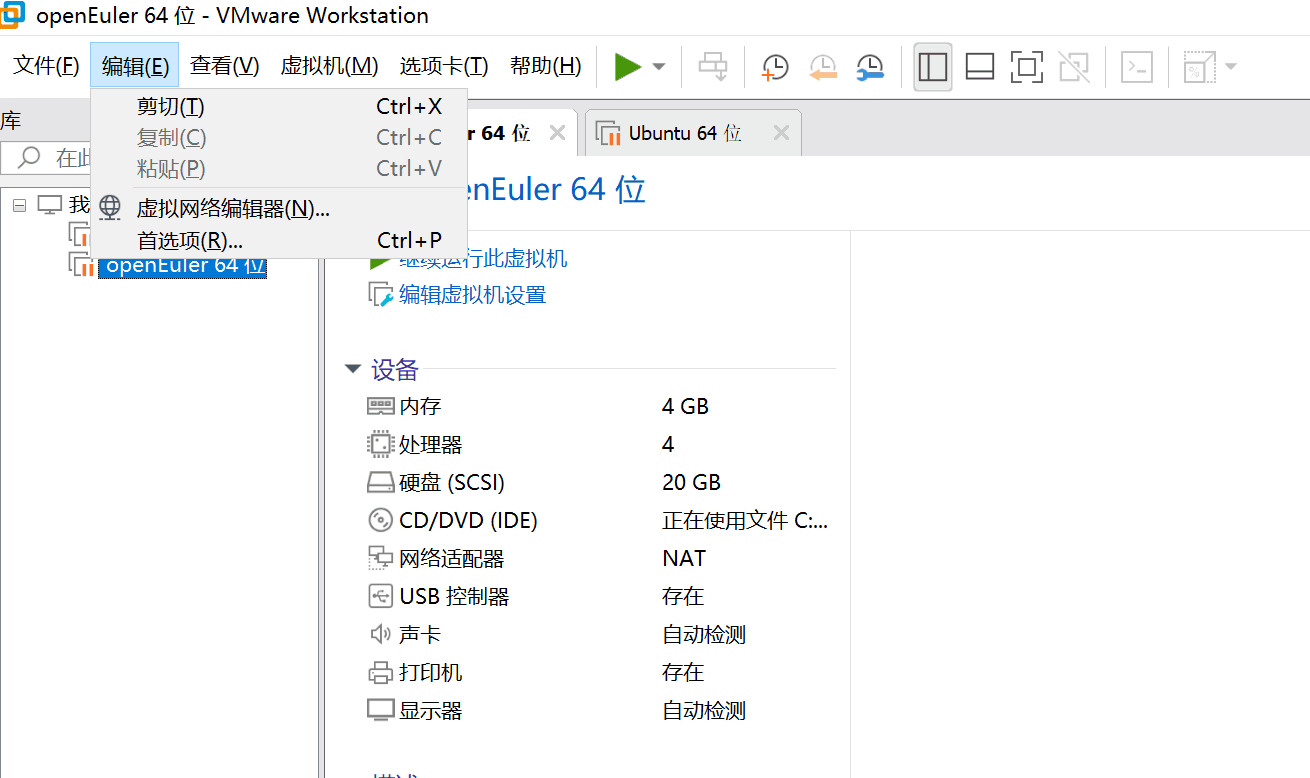 openEuler 64 位 - VMware Workstation
文件(F) 编辑(E) 查看(V) 虚拟机(M) 选项卡(T) 帮助(H)
剪切(T) Ctrl+X
复制(C) Ctrl+C
粘贴(P) Ctrl+V
虚拟网络编辑器(N)...
首选项(R)... Ctrl+P
库
在此
我
openEuler 64 位
r 64 位
Ubuntu 64 位
enEuler 64 位
继续运行此虚拟机
编辑虚拟机设置
设备
内存 4 GB
处理器 4
硬盘 (SCSI) 20 GB
CD/DVD (IDE) 正在使用文件 C:...
网络适配器 NAT
USB 控制器 存在
声卡 自动检测
打印机 存在
显示器 自动检测